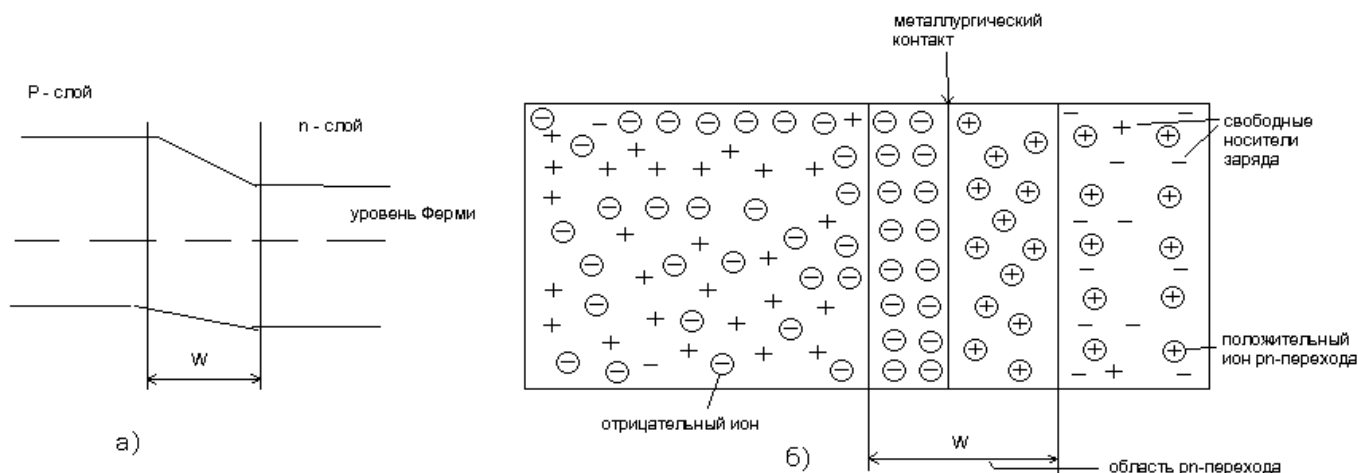 Р - слой
n - слой
уровень Ферми
W
а)
металлургический
контакт
свободные
носители
заряда
положительный
ион pn-перехода
отрицательный ион
W
б)
область pn-перехода